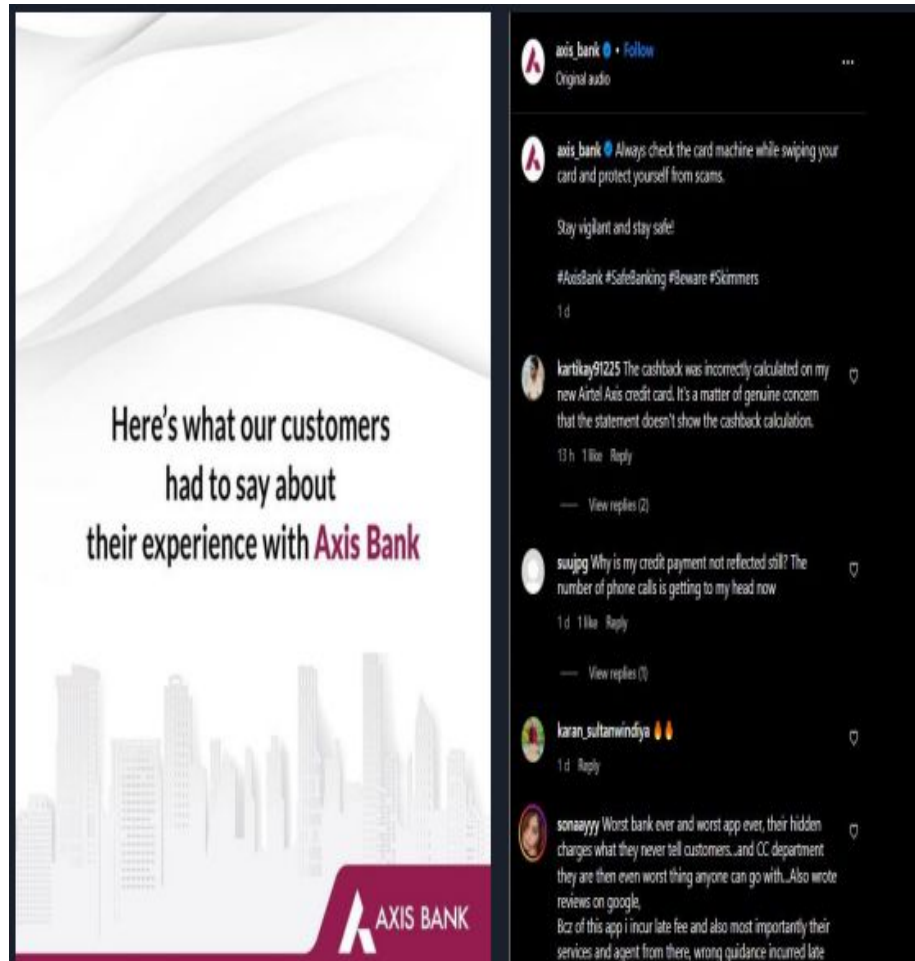 Here's what our customers
had to say about
their experience with Axis Bank
AXIS BANK
axis_bank • Follow
Original audio
...
axis_bank Always check the card machine while swiping your
card and protect yourself from scams.
Stay vigilant and stay safe!
#AxisBank #SafeBanking #Beware #Skimmers
1 d
kartikay91225 The cashback was incorrectly calculated on my
new Airtel Axis credit card. It's a matter of genuine concern
that the statement doesn't show the cashback calculation.
13 h 1 like Reply
View replies (2)
suujpg Why is my credit payment not reflected still? The
number of phone calls is getting to my head now
1 d 1 like Reply
View replies (1)
karan_sultanwindiya 🔥🔥
1 d Reply
sonaayyy Worst bank ever and worst app ever, their hidden
charges what they never tell customers...and CC department
they are then even worst thing anyone can go with...Also wrote
reviews on google,
Bcz of this app i incur late fee and also most importantly their
services and agent from there, wrong guidance incurred late